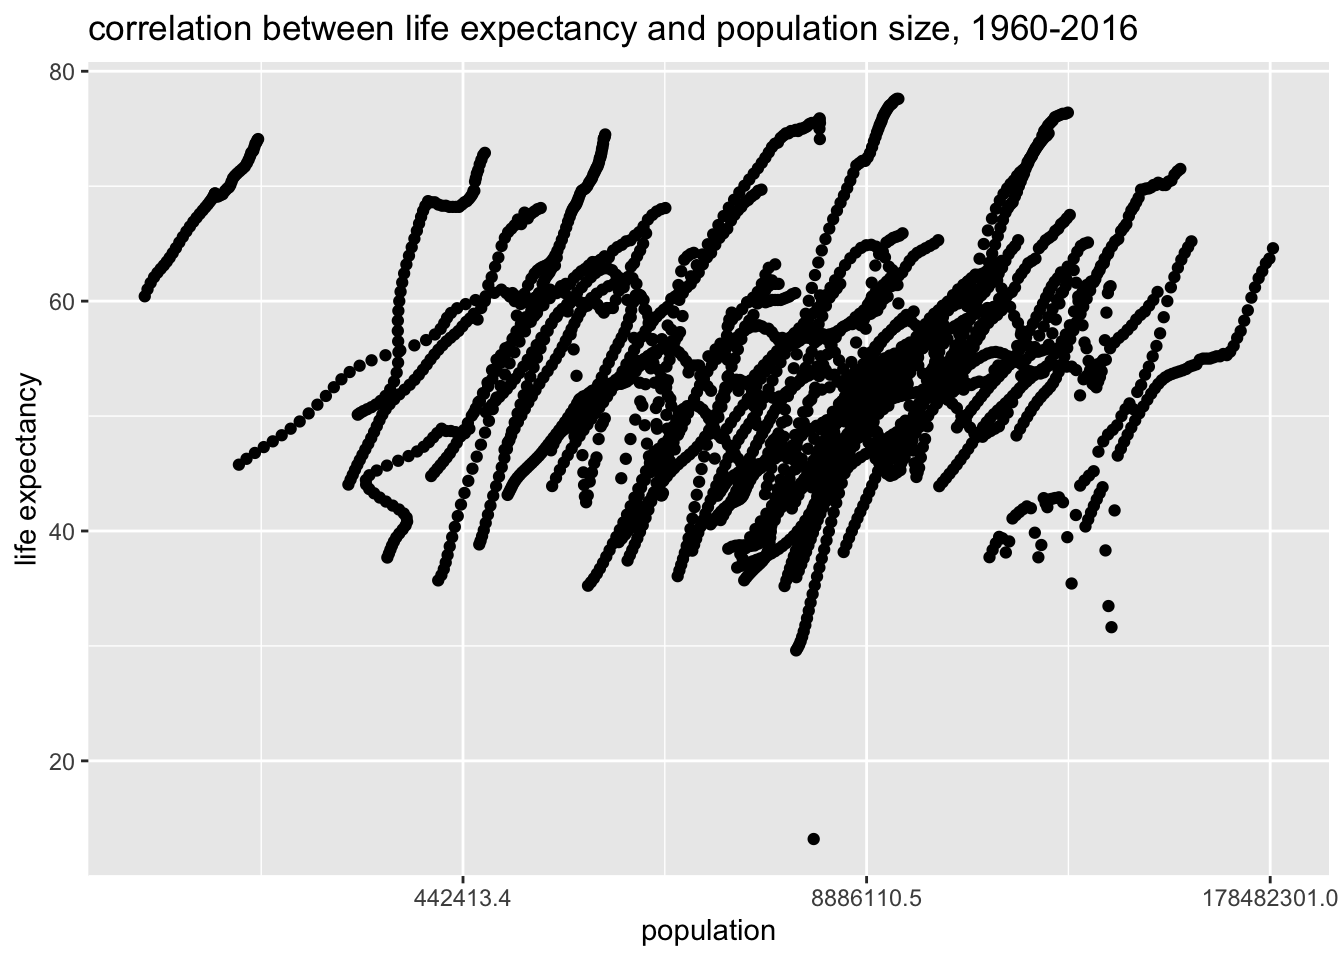 correlation between life expectancy and population size, 1960-2016
80
60
40
20
life expectancy
442413.4 8886110.5 178482301.0
population